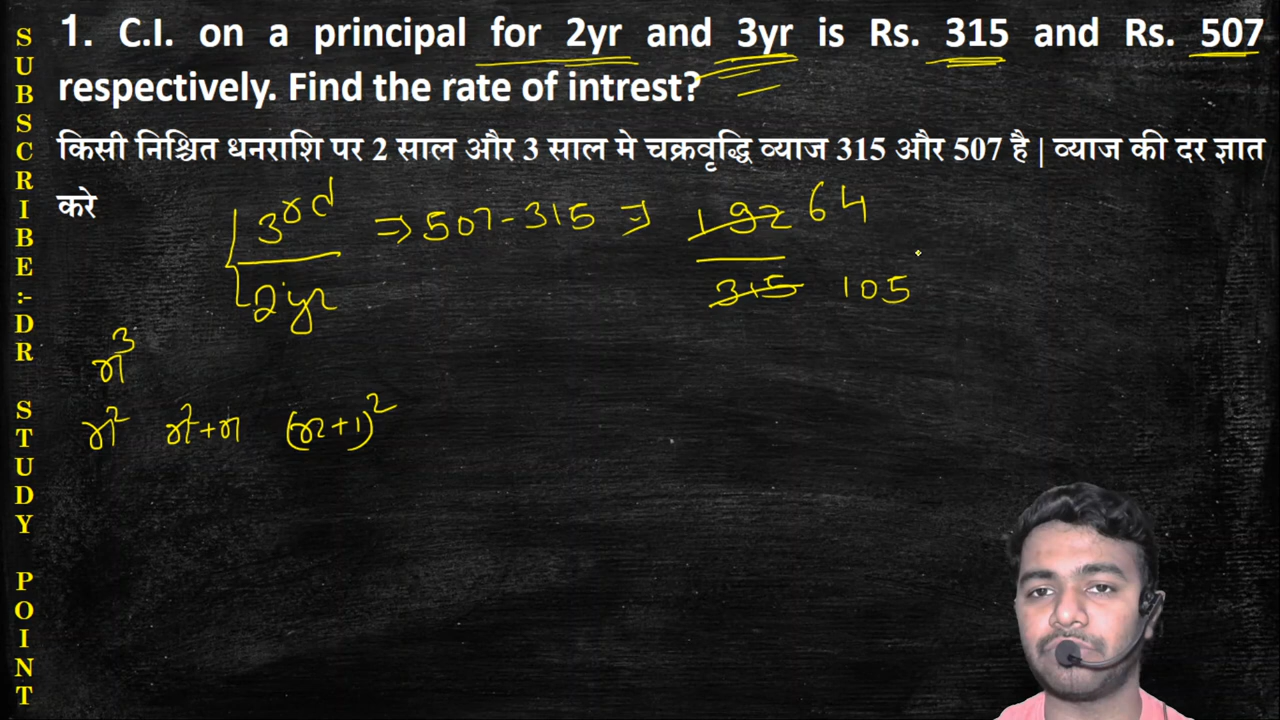 SUBSCRIBE:-DR STUDY POINT
1. C.I. on a principal for 2yr and 3yr is Rs. 315 and Rs. 507
respectively. Find the rate of intrest?
किसी निश्चित धनराशि पर 2 साल और 3 साल मे चक्रवृद्धि व्याज 315 और 507 है | व्याज की दर ज्ञात
करे
3rd ⇒ 507-315 ⇒ 192 64
2yr 315 105
r³
r² r²+r (r+1)²